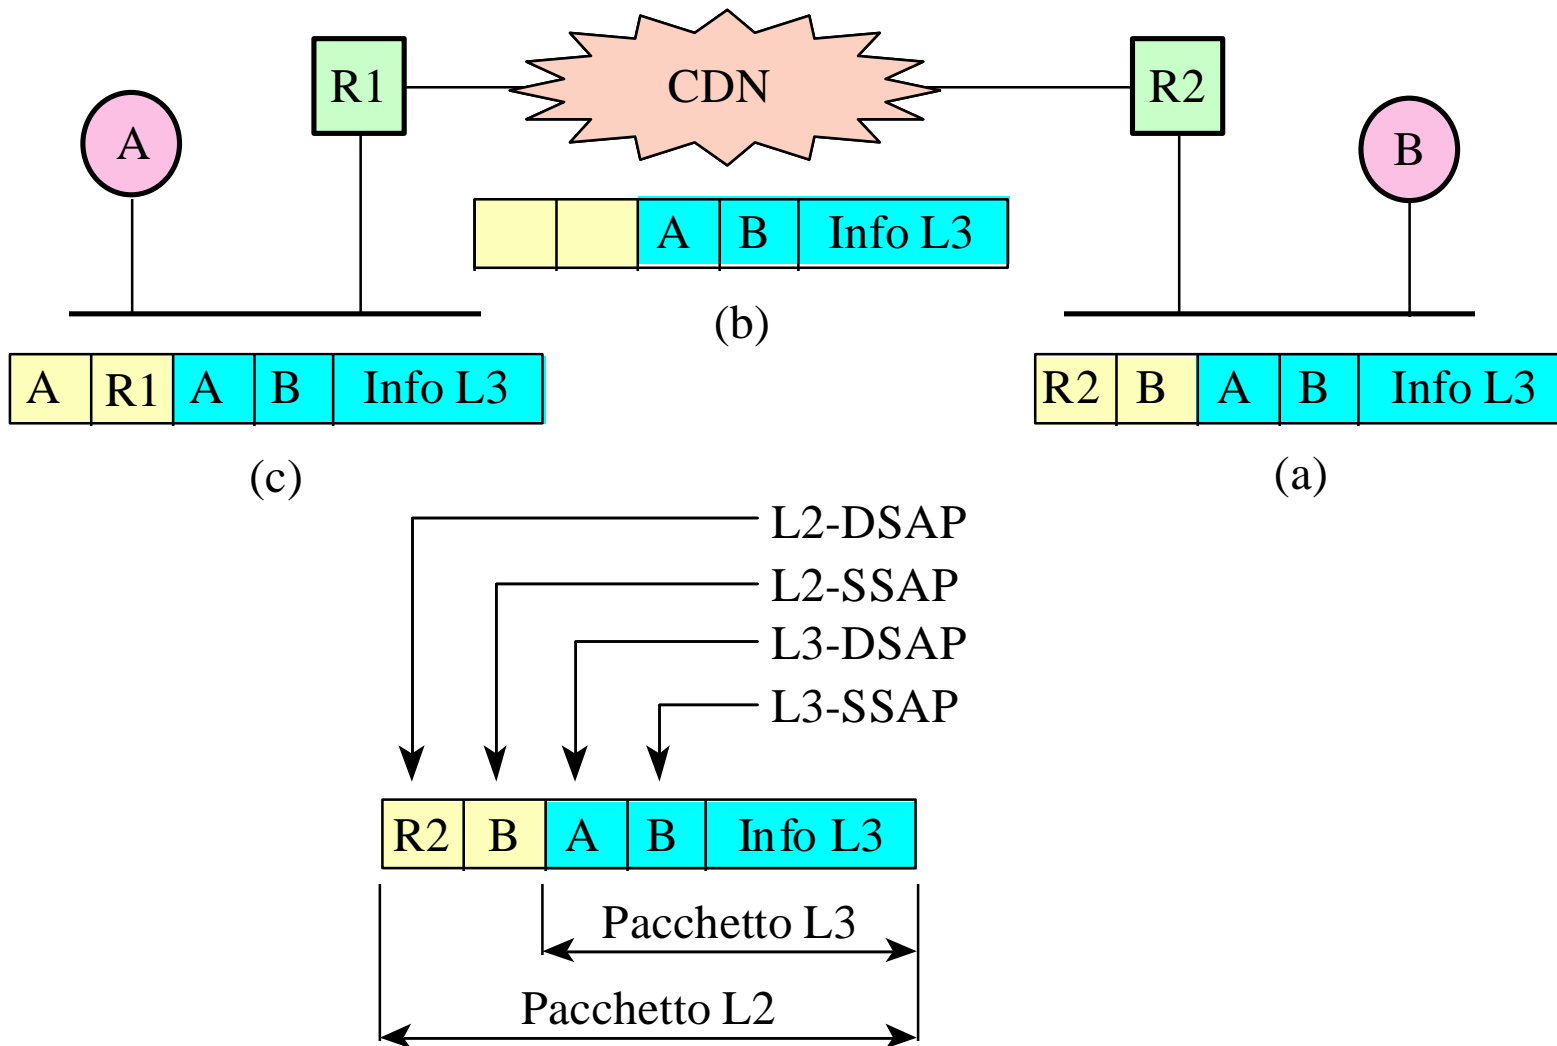 R1
CDN
R2
A
B
A B Info L3
(b)
A R1 A B Info L3
R2 B A B Info L3
(c)
(a)
L2-DSAP
L2-SSAP
L3-DSAP
L3-SSAP
R2 B A B Info L3
Pacchetto L3
Pacchetto L2